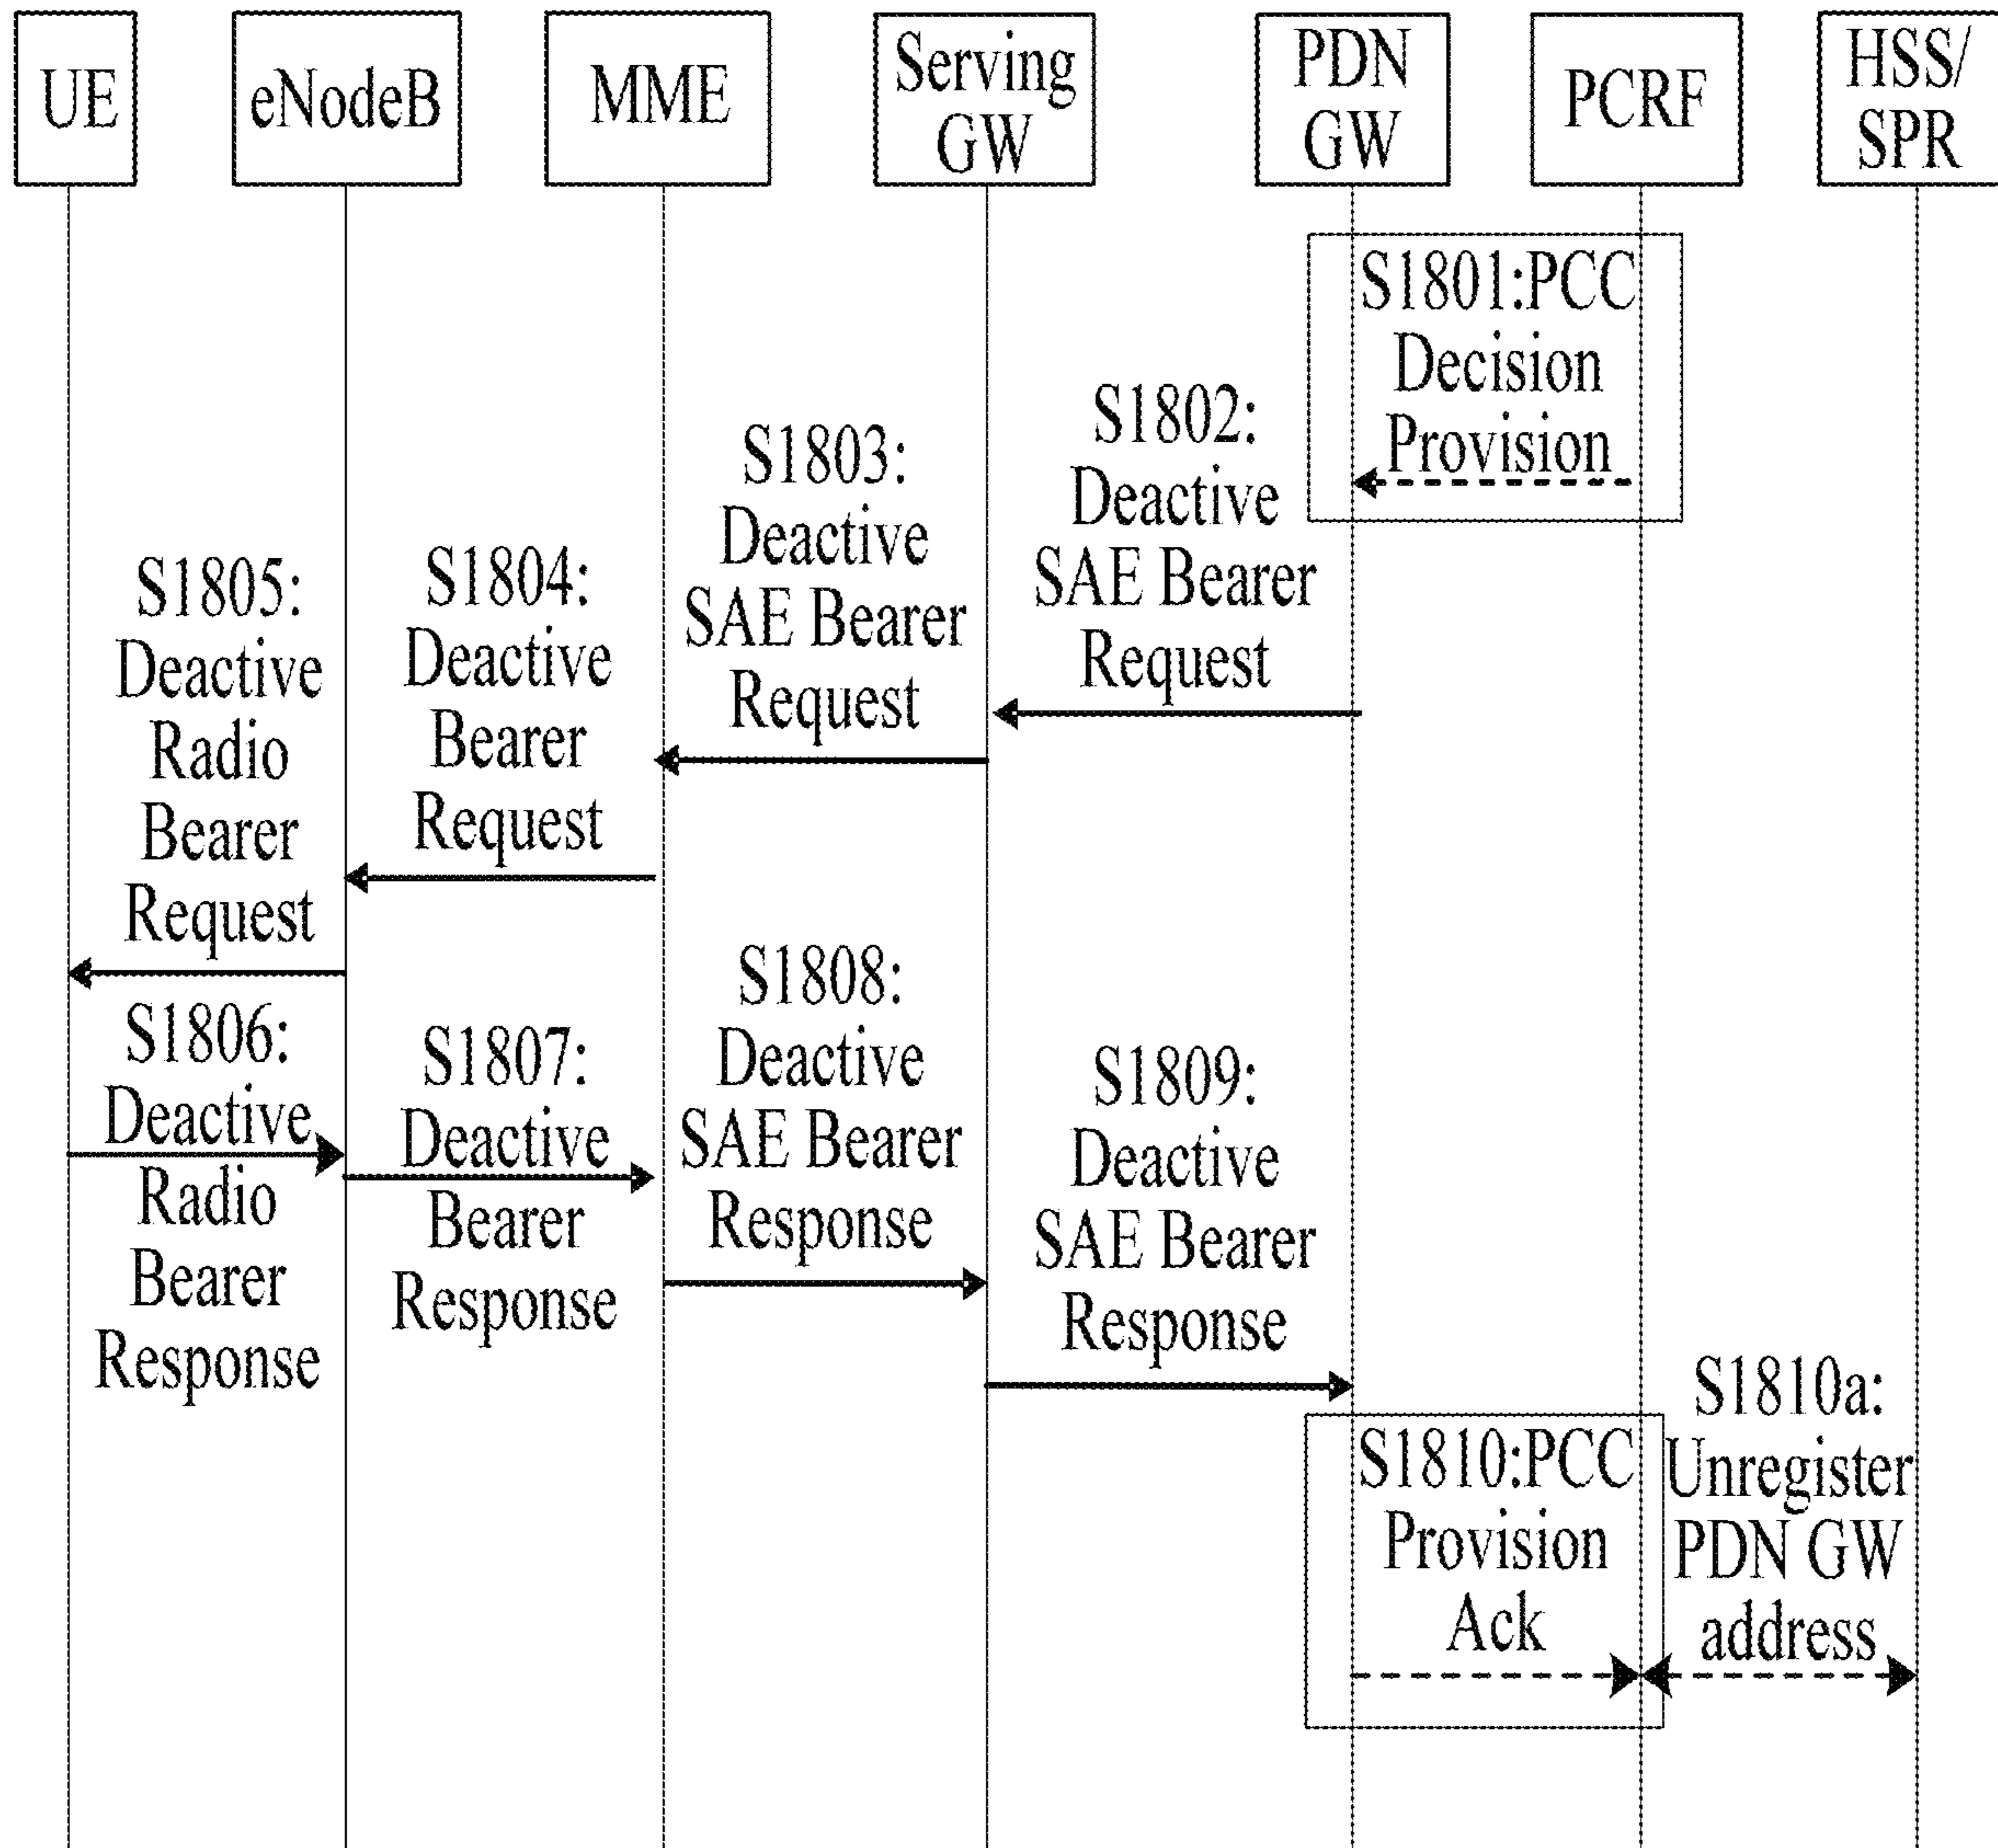 UE
eNodeB
MME
Serving
GW
PDN
GW
PCRF
HSS/
SPR
S1801:PCC
Decision
Provision
S1802:
Deactive
SAE Bearer
Request
S1803:
Deactive
SAE Bearer
Request
S1804:
Deactive
Bearer
Request
S1805:
Deactive
Radio
Bearer
Request
S1806:
Deactive
Radio
Bearer
Response
S1807:
Deactive
Bearer
Response
S1808:
Deactive
SAE Bearer
Response
S1809:
Deactive
SAE Bearer
Response
S1810:PCC
Provision
Ack
S1810a:
Unregister
PDN GW
address